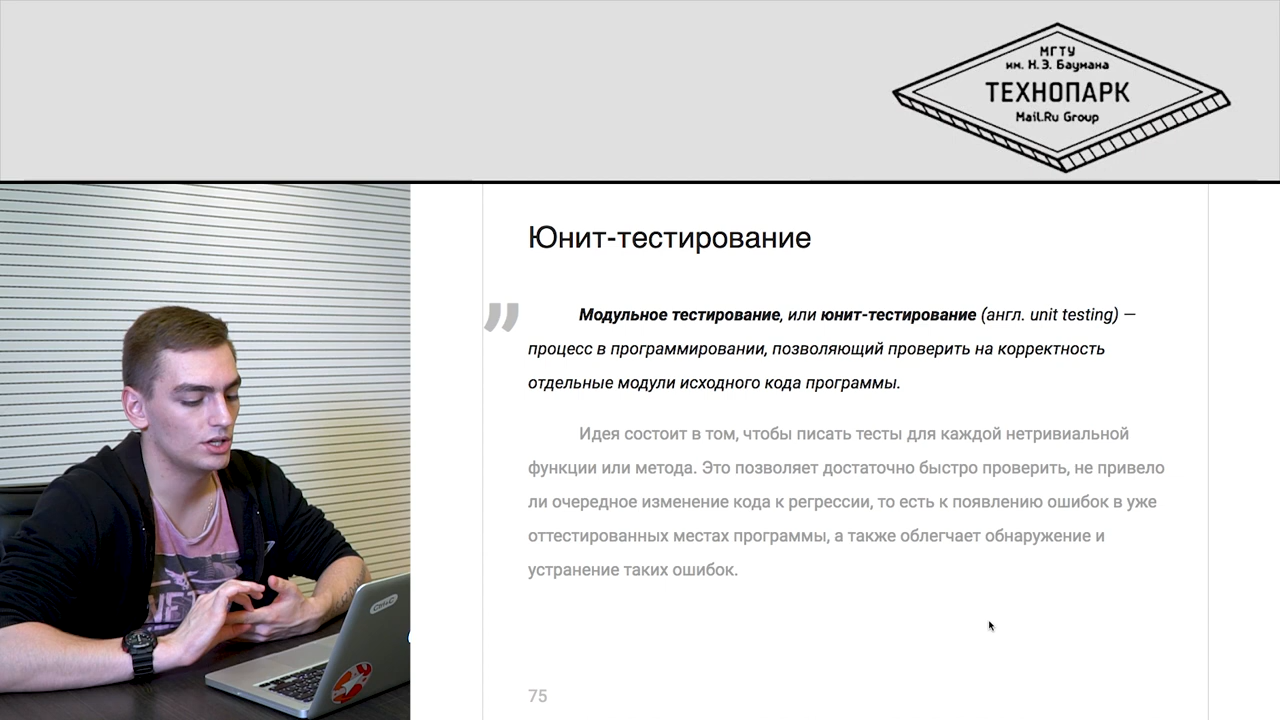 МГТУ
им. Н.Э. Баумана
ТЕХНОПАРК
Mail.Ru Group
Юнит-тестирование
” Модульное тестирование, или юнит-тестирование (англ. unit testing) —
процесс в программировании, позволяющий проверить на корректность
отдельные модули исходного кода программы.
Идея состоит в том, чтобы писать тесты для каждой нетривиальной
функции или метода. Это позволяет достаточно быстро проверить, не привело
ли очередное изменение кода к регрессии, то есть к появлению ошибок в уже
оттестированных местах программы, а также облегчает обнаружение и
устранение таких ошибок.
75